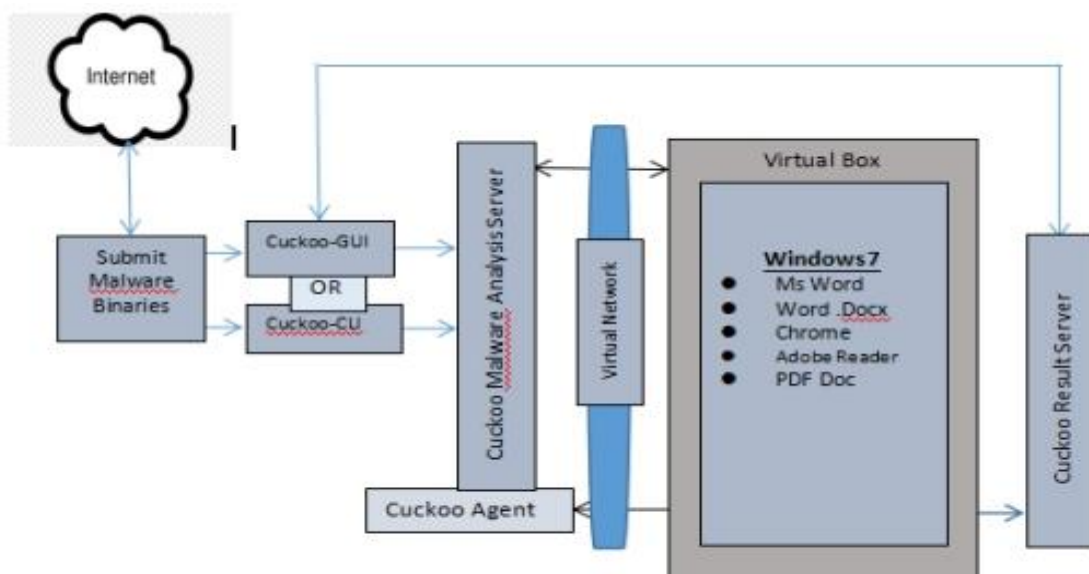 Internet
Submit
Malware
Binaries
Cuckoo-GUI
OR
Cuckoo-CU
Cuckoo Malware Analysis Server
Cuckoo Agent
Virtual Network
Virtual Box
Windows7
● Ms Word
● Word .Docx
● Chrome
● Adobe Reader
● PDF Doc
Cuckoo Result Server